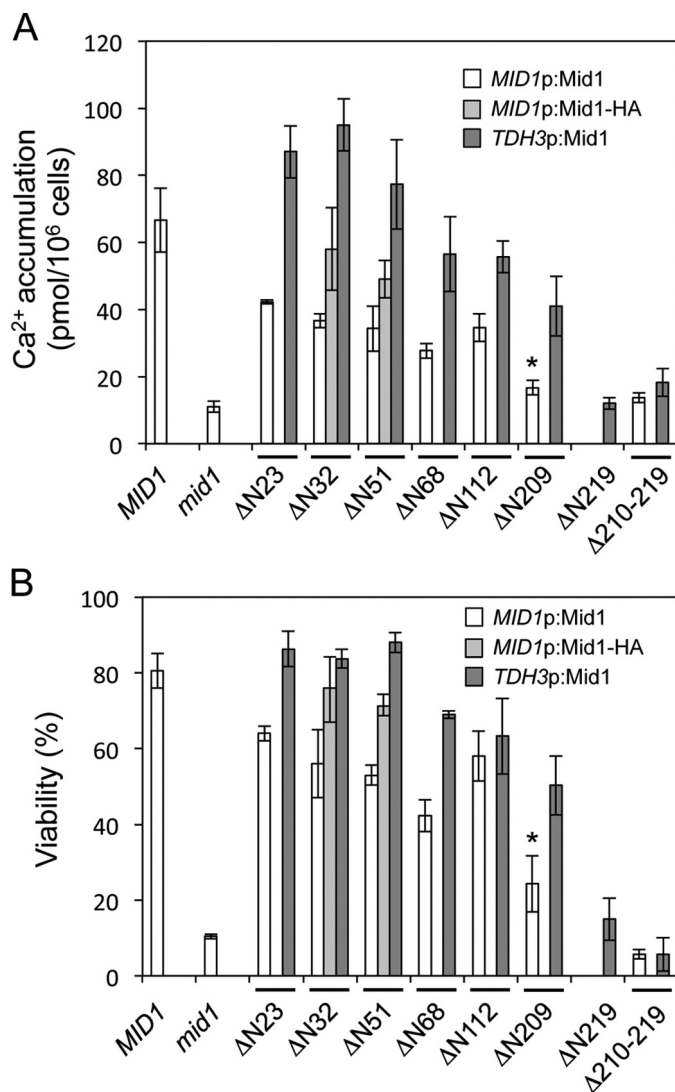 A
120
100
80
60
40
20
0
Ca²⁺ accumulation
(pmol/10⁶ cells)
MID1p:Mid1
MID1p:Mid1-HA
TDH3p:Mid1
*
MID1
mid1
ΔN23
ΔN32
ΔN51
ΔN68
ΔN112
ΔN209
ΔN219
Δ210-219
B
100
80
60
40
20
0
Viability (%)
MID1p:Mid1
MID1p:Mid1-HA
TDH3p:Mid1
*
MID1
mid1
ΔN23
ΔN32
ΔN51
ΔN68
ΔN112
ΔN209
ΔN219
Δ210-219